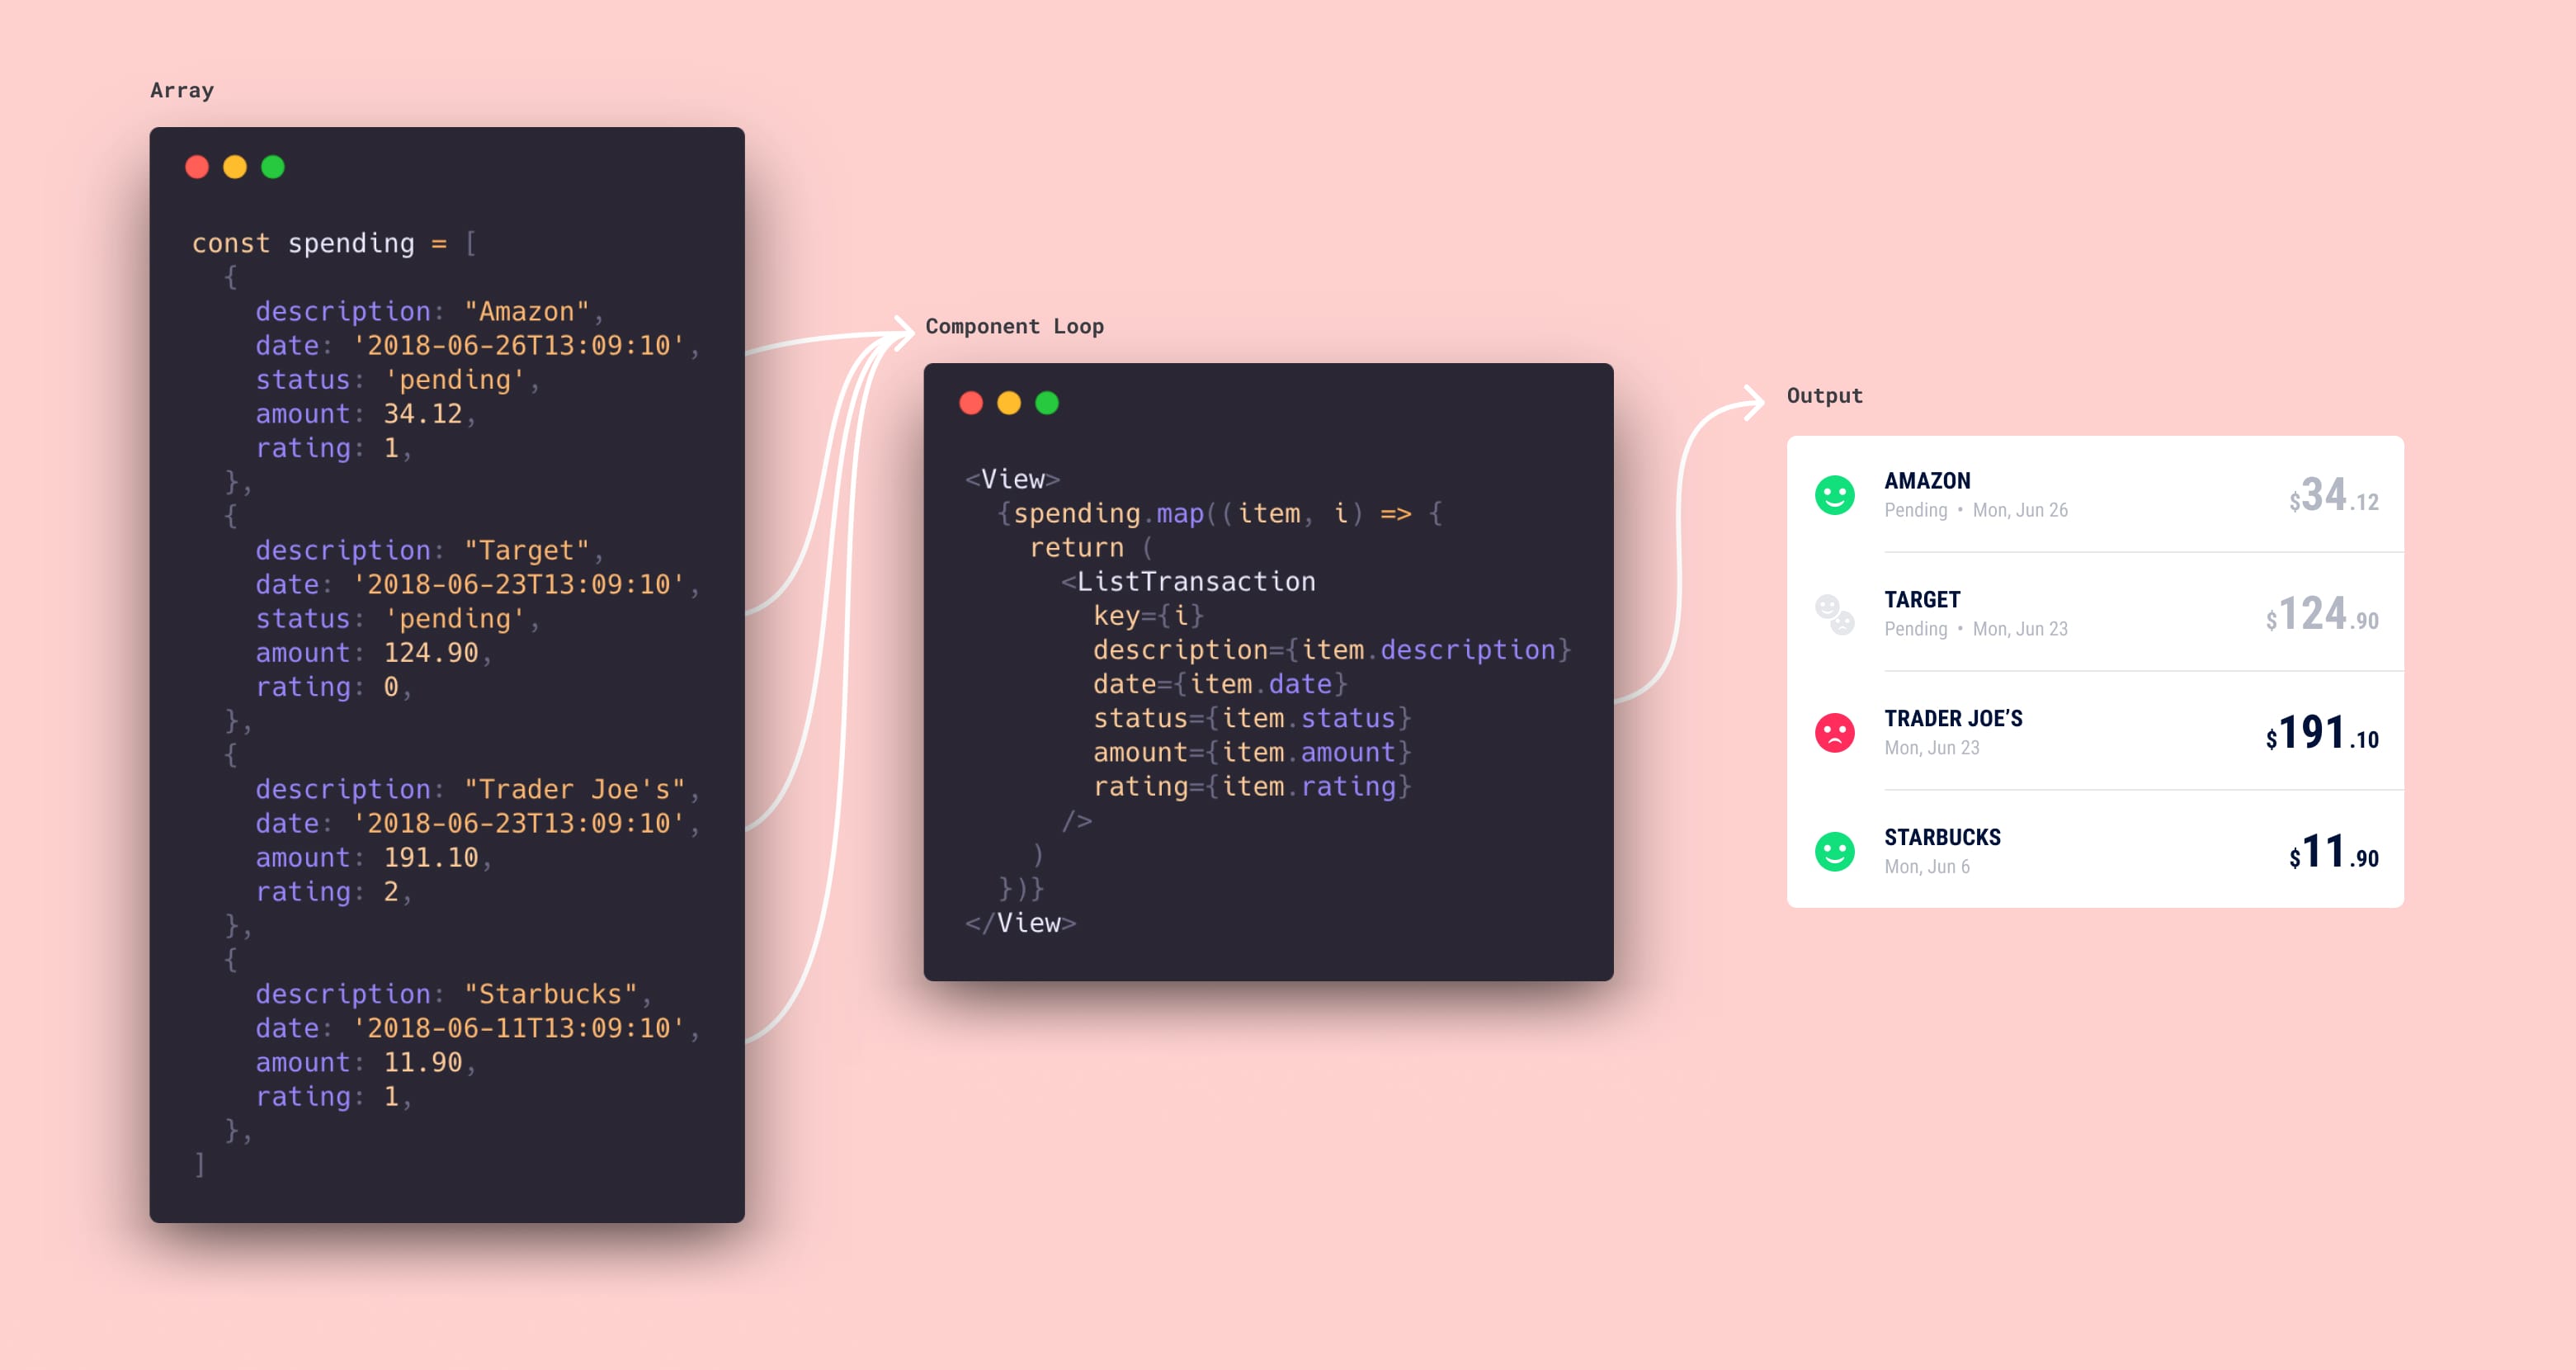 Array
const spending = [
  {
    description: "Amazon",
    date: '2018-06-26T13:09:10',
    status: 'pending',
    amount: 34.12,
    rating: 1,
  },
  {
    description: "Target",
    date: '2018-06-23T13:09:10',
    status: 'pending',
    amount: 124.90,
    rating: 0,
  },
  {
    description: "Trader Joe's",
    date: '2018-06-23T13:09:10',
    amount: 191.10,
    rating: 2,
  },
  {
    description: "Starbucks",
    date: '2018-06-11T13:09:10',
    amount: 11.90,
    rating: 1,
  },
]
Component Loop
<View>
  {spending.map((item, i) => {
    return (
      <ListTransaction
        key={i}
        description={item.description}
        date={item.date}
        status={item.status}
        amount={item.amount}
        rating={item.rating}
      />
    )
  })}
</View>
Output
AMAZON
Pending • Mon, Jun 26
$34.12
TARGET
Pending • Mon, Jun 23
$124.90
TRADER JOE’S
Mon, Jun 23
$191.10
STARBUCKS
Mon, Jun 6
$11.90